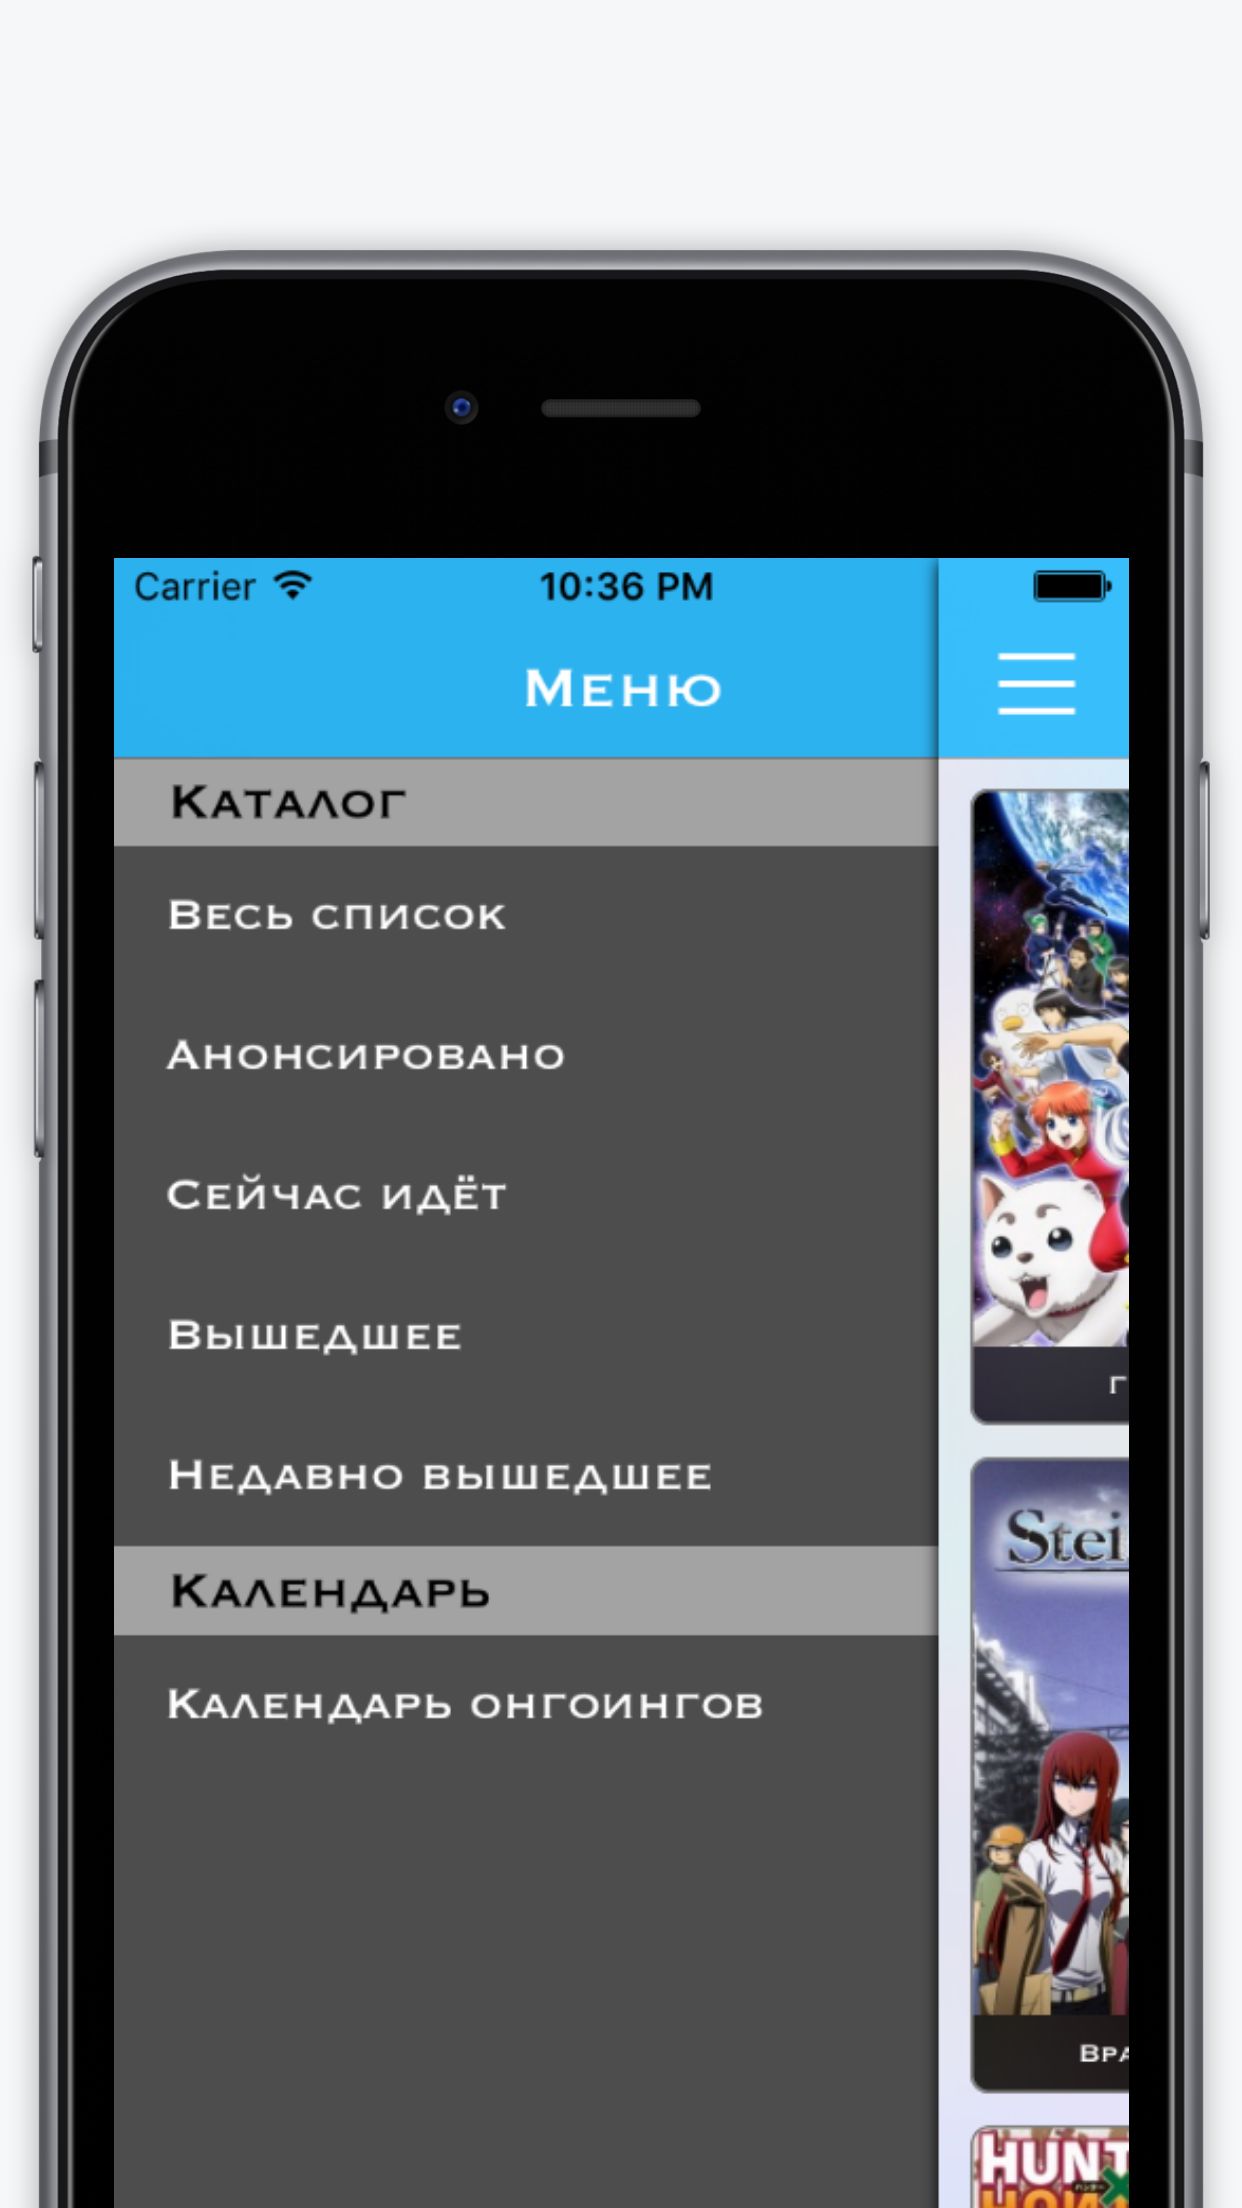 Carrier 10:36 PM
Меню
Каталог
Весь список
Анонсировано
Сейчас идёт
Вышедшее
Недавно вышедшее
Календарь
Календарь онгоингов
Г
Stei
Вра
HUNT